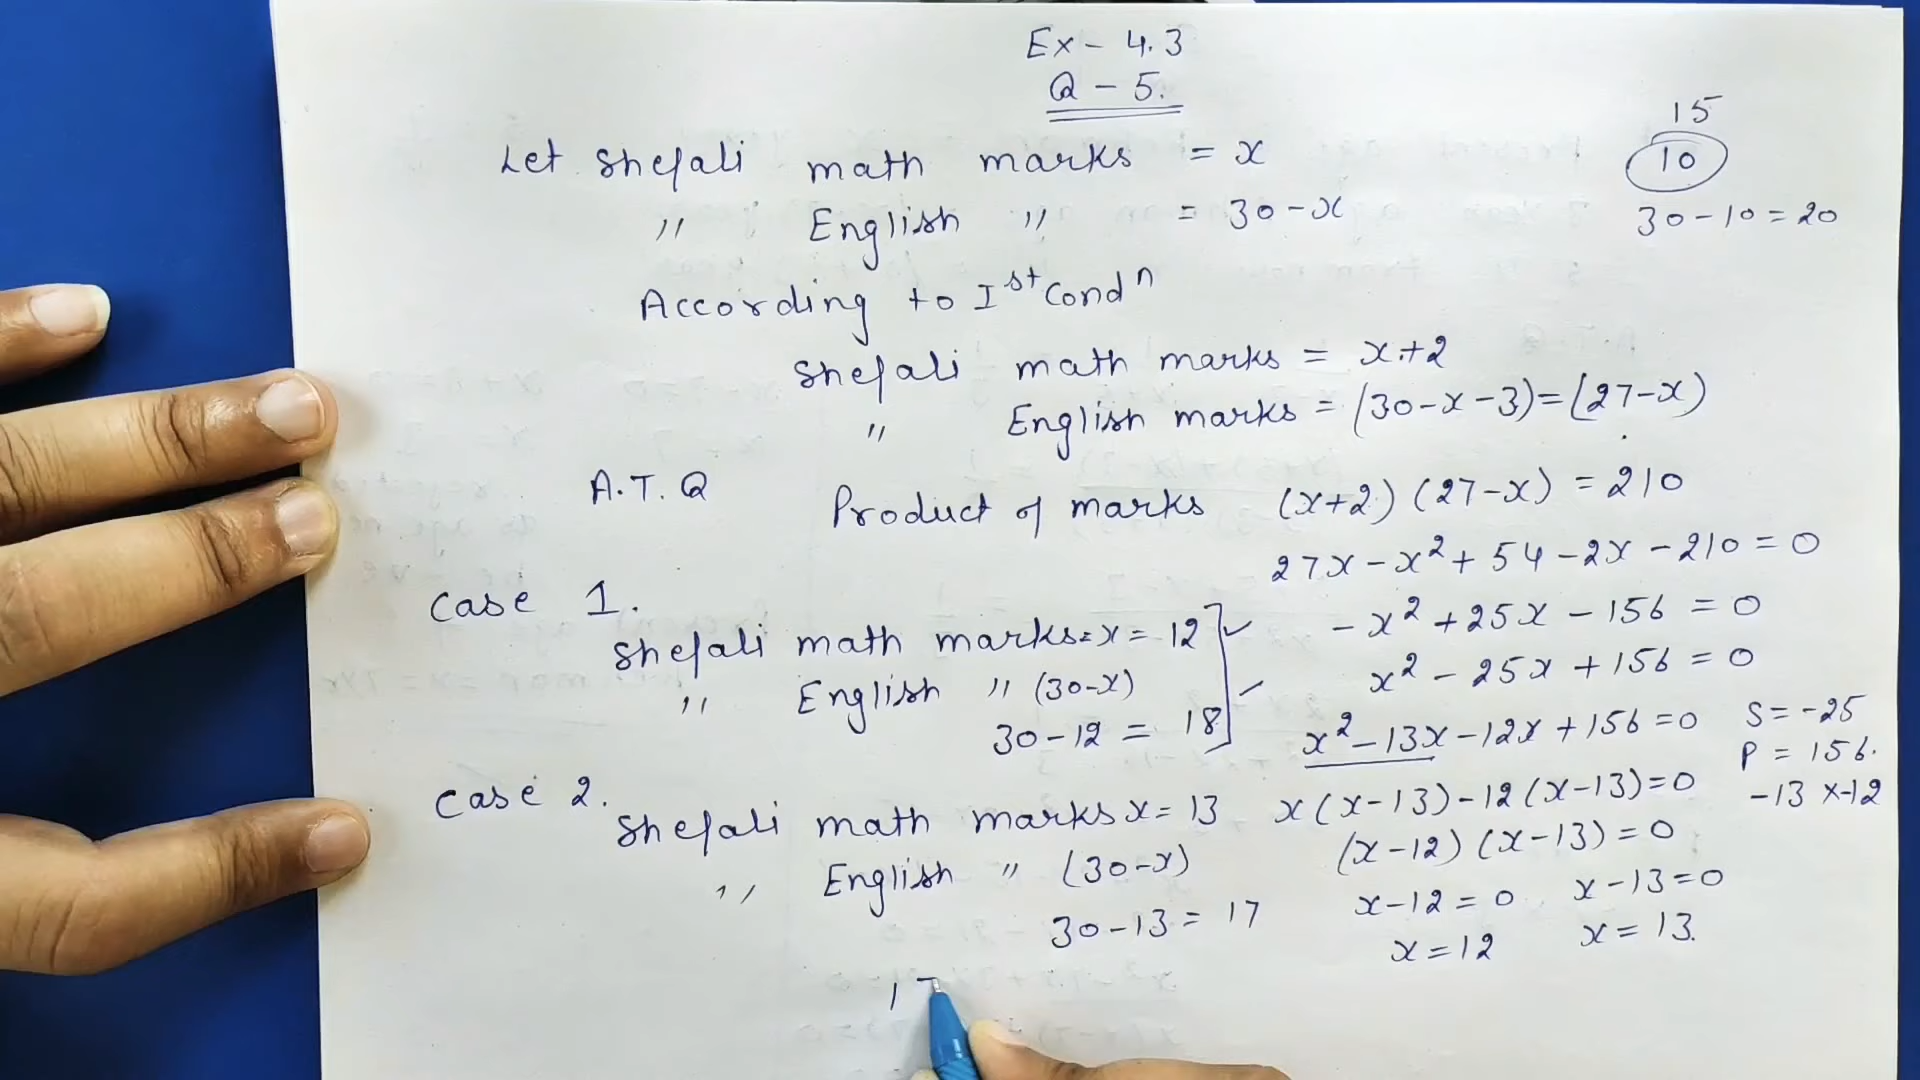 Ex - 4.3
Q - 5.
15
10
30-10=20
Let Shefali math marks = x
" English " = 30-x
According to Ist Condn
Shefali math marks = x+2
" English marks = (30-x-3)=(27-x)
A.T.Q Product of marks (x+2) (27-x) = 210
27x-x²+54-2x-210=0
-x²+25x-156=0
x²-25x+156=0
x²-13x-12x+156=0
S=-25
P = 156.
-13 x-12
x(x-13)-12(x-13)=0
(x-12) (x-13)=0
x-12=0 x-13=0
x=12 x=13.
Case 1.
Shefali math marks=x=12
" English " (30-x)
30-12 = 18
Case 2.
Shefali math marks x=13
" English " (30-x)
30-13=17